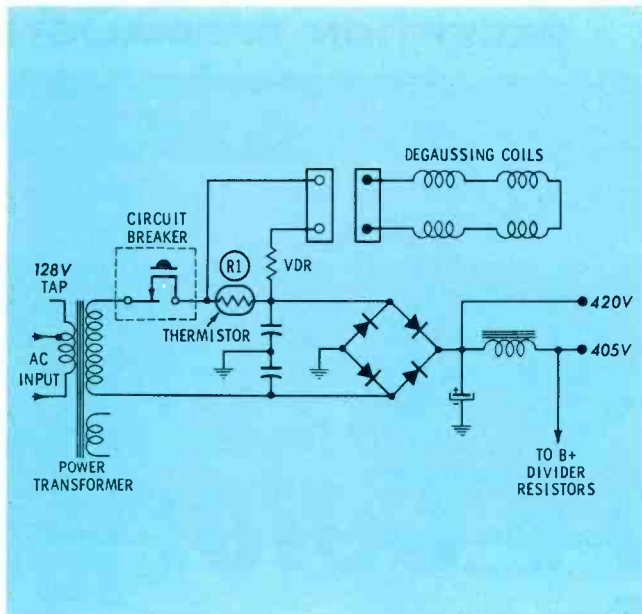 DEGAUSSING COILS
CIRCUIT
BREAKER
128V
TAP
R1
VDR
THERMISTOR
AC
INPUT
POWER
TRANSFORMER
420V
405V
TO B+
DIVIDER
RESISTORS
+
-